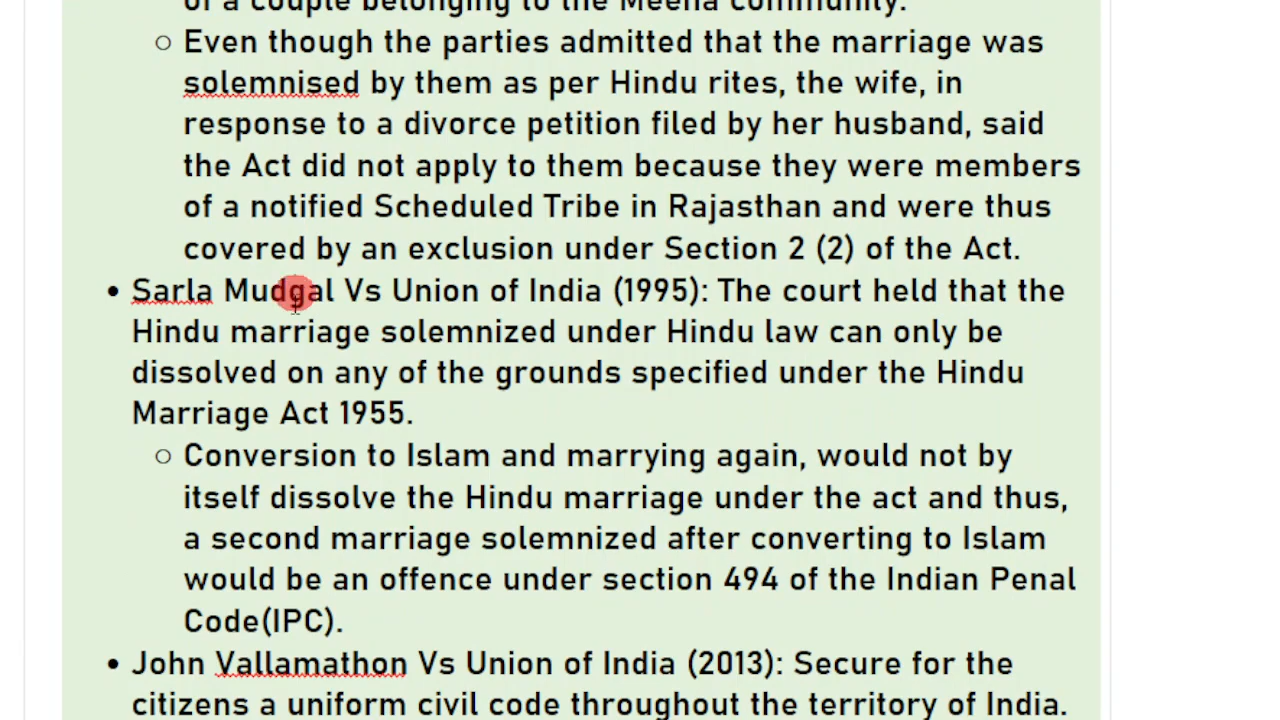 of a couple belonging to the Meena community.
○ Even though the parties admitted that the marriage was
solemnised by them as per Hindu rites, the wife, in
response to a divorce petition filed by her husband, said
the Act did not apply to them because they were members
of a notified Scheduled Tribe in Rajasthan and were thus
covered by an exclusion under Section 2 (2) of the Act.
• Sarla Mudgal Vs Union of India (1995): The court held that the
Hindu marriage solemnized under Hindu law can only be
dissolved on any of the grounds specified under the Hindu
Marriage Act 1955.
○ Conversion to Islam and marrying again, would not by
itself dissolve the Hindu marriage under the act and thus,
a second marriage solemnized after converting to Islam
would be an offence under section 494 of the Indian Penal
Code(IPC).
• John Vallamathon Vs Union of India (2013): Secure for the
citizens a uniform civil code throughout the territory of India.